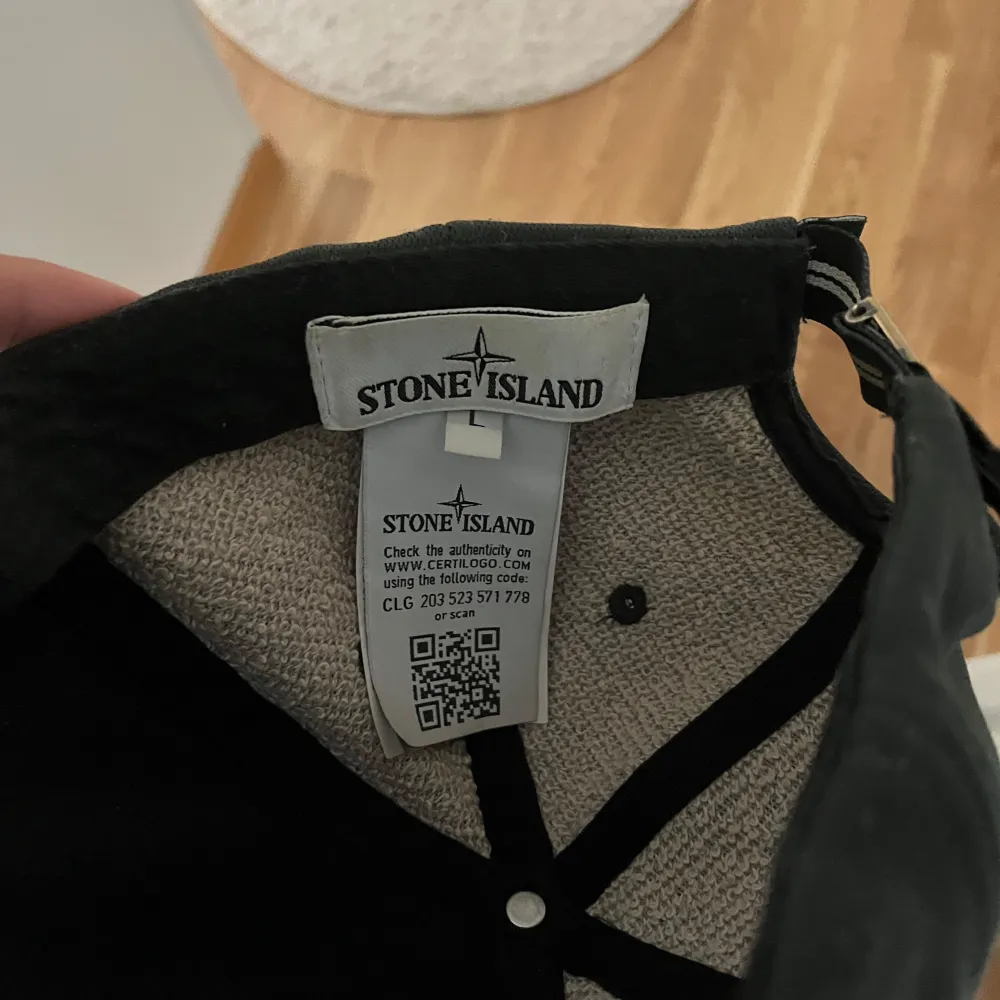 STONE ISLAND
L
STONE ISLAND
Check the authenticity on
WWW.CERTILOGO.COM
using the following code:
CLG 203 523 571 778
or scan